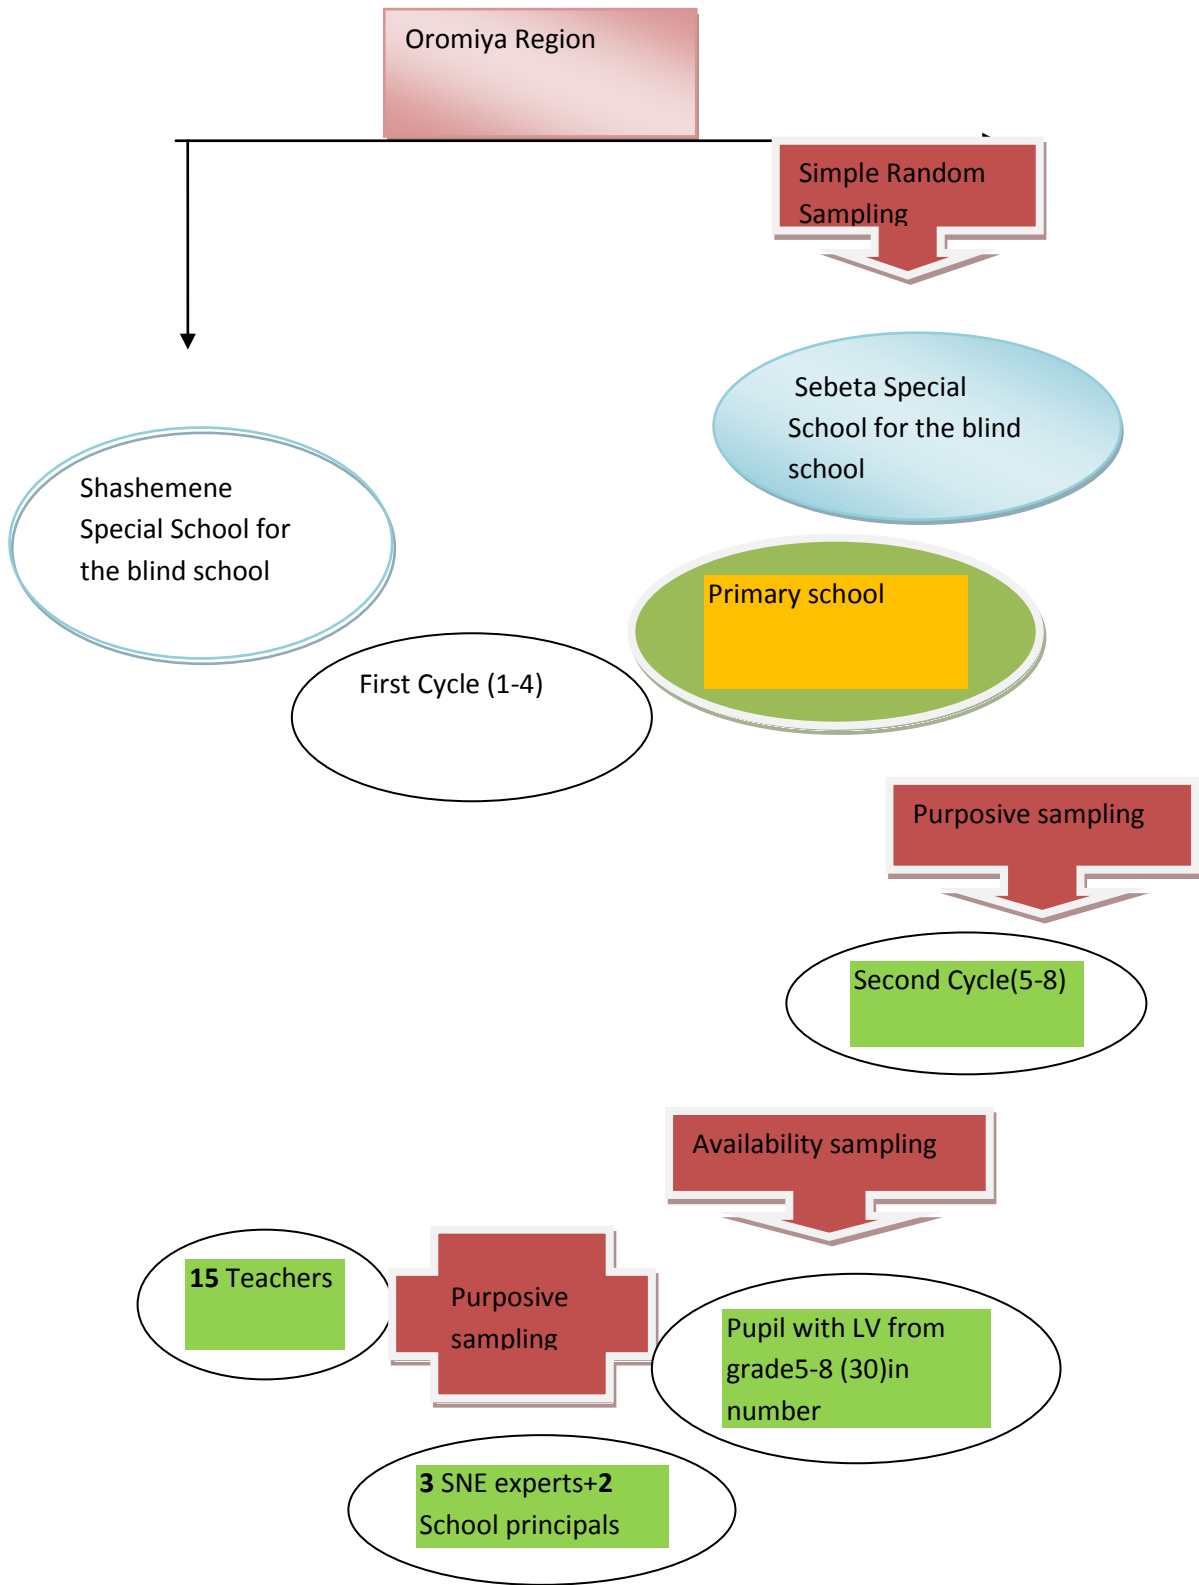 Oromiya Region
Simple Random
Sampling
Sebeta Special
School for the blind
school
Shashemene
Special School for
the blind school
Primary school
First Cycle (1-4)
Purposive sampling
Second Cycle(5-8)
Availability sampling
15 Teachers
Purposive
sampling
Pupil with LV from
grade5-8 (30)in
number
3 SNE experts+2
School principals